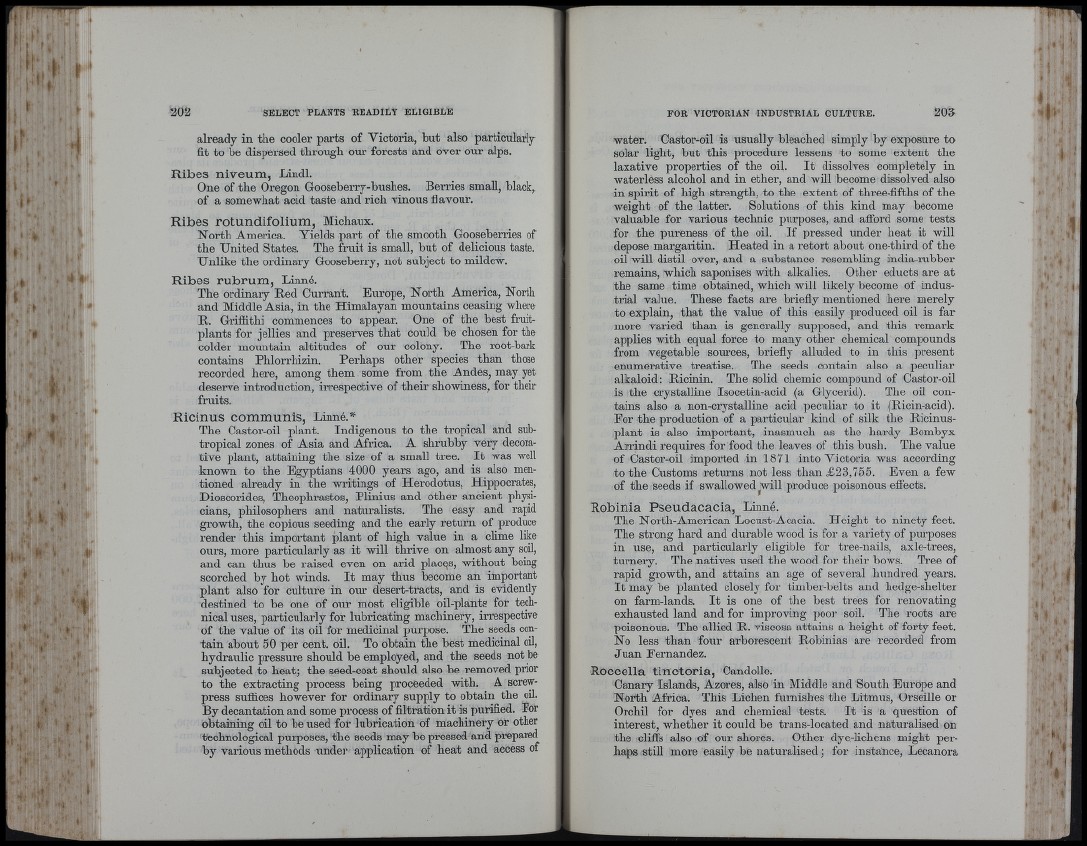 202 SELECT PLANTS READILY ELIGIBLE
already in the cooler parts of Victoria, but also particularly
fit to be dispersed through our forests and over our alps.
Ribes niveum, Lindl.
One of the Oregon Gooseberry-bushes. Berries small, black,
of a somewhat acid taste and rich vinous flavour.
Ribes rotundifolium, Michaux.
North America. Yields part of the smooth Gooseberries of
the United States. The fruit is small, but of delicious taste.
Unlike the ordinary Gooseberry, not subject to mildew.
Ribes rubrum, Linné.
The ordinary Red Currant. Europe, North America, North
and Middle Asia, in the Himalayan mountains ceasing where
R. Griffithi commences to appear. One of the best fruit-
plants for jellies and preserves that could be chosen for the
colder mountain altitudes of our colony. The root-bark
contains Phlorrhizin. Perhaps other species than those
recorded here, among them some from the Andes, may yet
deserve introduction, irrespective of their showiness, for their
fruits.
Ricinus communis, Linné.*
The Castor-oil plant. Indigenous to the tropical and sub-
tropical zones of Asia and Africa. A shrubby very decora-
tive plant, attaining the size of a small tree. It was well
known to the Egyptians 4000 years ago, and is also men-
tioned already in the writings of Herodotus, Hippocrates,
Dioscorides, Theophrastos, Plinius and other ancient physi-
cians, philosophers and naturalists. The easy and rapid
growth, the copious seeding and the early return of produce
render this important plant of high value in a clime like
ours, more particularly as it will thrive on almost any soil,
and can thus be raised even on arid places, without being
scorched by hot winds. It may thus become an important
plant also for culture in our desert-tracts, and is evidently
destined to be one of our most eligible oil-plants for tech-
nical uses, particularly for lubricating machinery, irrespective
of the value of its oil for medicinal purpose. The seeds con-
tain about 50 per cent. oil. To obtain the best medicinal oil,
hydraulic pressure should be employed, and the seeds not be
subjected to heat; the seed-coat should also be removed prior
to the extracting process being proceeded with. A screw-
press suffices however for ordinary supply to obtain the oil.
By decantation and some process of filtration it is purified. For
obtaining oil to be used for lubrication of machinery or other
technological purposes, the seeds may be pressed and prepared
by various methods under application of heat and access of
FOR VICTORIAN INDUSTRIAL CULTURE. 203
water. Castor-oil is usually bleached simply by exposure to
solar light, but this procedure lessens to some extent the
laxative properties of the oil. It dissolves completely in
waterless alcohol and in ether, and will become dissolved also
in spirit of high strength, to the extent of three-fifths of the
weight of the latter. Solutions of this kind may become
valuable for various technic purposes, and afford some tests
for the pureness of the oil. If pressed under heat it will
depose margaritin. Heated in a retort about one-third of the
oil will distil over, and a substance resembling india-rubber
remains, which saponises with alkalies. Other educts are at
the same time obtained, which will likely become of indus-
trial value. These facts are briefly mentioned here merely
to explain, that the value of this easily produced oil is far
more varied than is generally supposed, and this remark
applies with equal force to many other chemical compounds
from vegetable sources, briefly alluded to in this present
enumerative treatise. The seeds contain also a peculiar
alkaloid: Ricinin. The solid chemic compound of Castor-oil
is the crystalline Isocetin-acid (a Glycerid). The oil con-
tains also a non-crystalline acid peculiar to it (Ricin-acid).
For the production of a particular kind of silk the Ricinus-
plant is also important, inasmuch as the hardy Bombyx
Arrindi requires for food the leaves of this bush. The value
of Castor-oil imported in 1871 into Victoria was according
to the Customs returns not less than £23,755. Even a few
of the seeds if swallowed will produce poisonous effects.
Robinia Pseudacacia, Linné.
The North-American Locust-Acacia. Height to ninety feet.
The strong hard and durable wood is for a variety of purposes
in use, and particularly eligible for tree-nails, axle-trees,
turnery. The natives used the wood for their bows. Tree of
rapid growth, and attains an age of several hundred years.
It may be planted closely for timber-belts and hedge-shelter
on farm-lands. It is one of the best trees for renovating
exhausted land and for improving poor soil. The roots are
poisonous. The allied R. viscosa attains a height of forty feet.
No less than four arborescent Robinias are recorded from
Juan Fernandez.
Roccella tinctoria, Candolle.
Canary Islands, Azores, also in Middle and South Europe and
North Africa. This Lichen furnishes the Litmus, Orseille or
Orchil for dyes and chemical tests. It is a question of
interest, whether it could be trans-located and naturalised on
the cliffs also of our shores. Other dye-lichens might per-
haps still more easily be naturalised; for instance, Lecanora